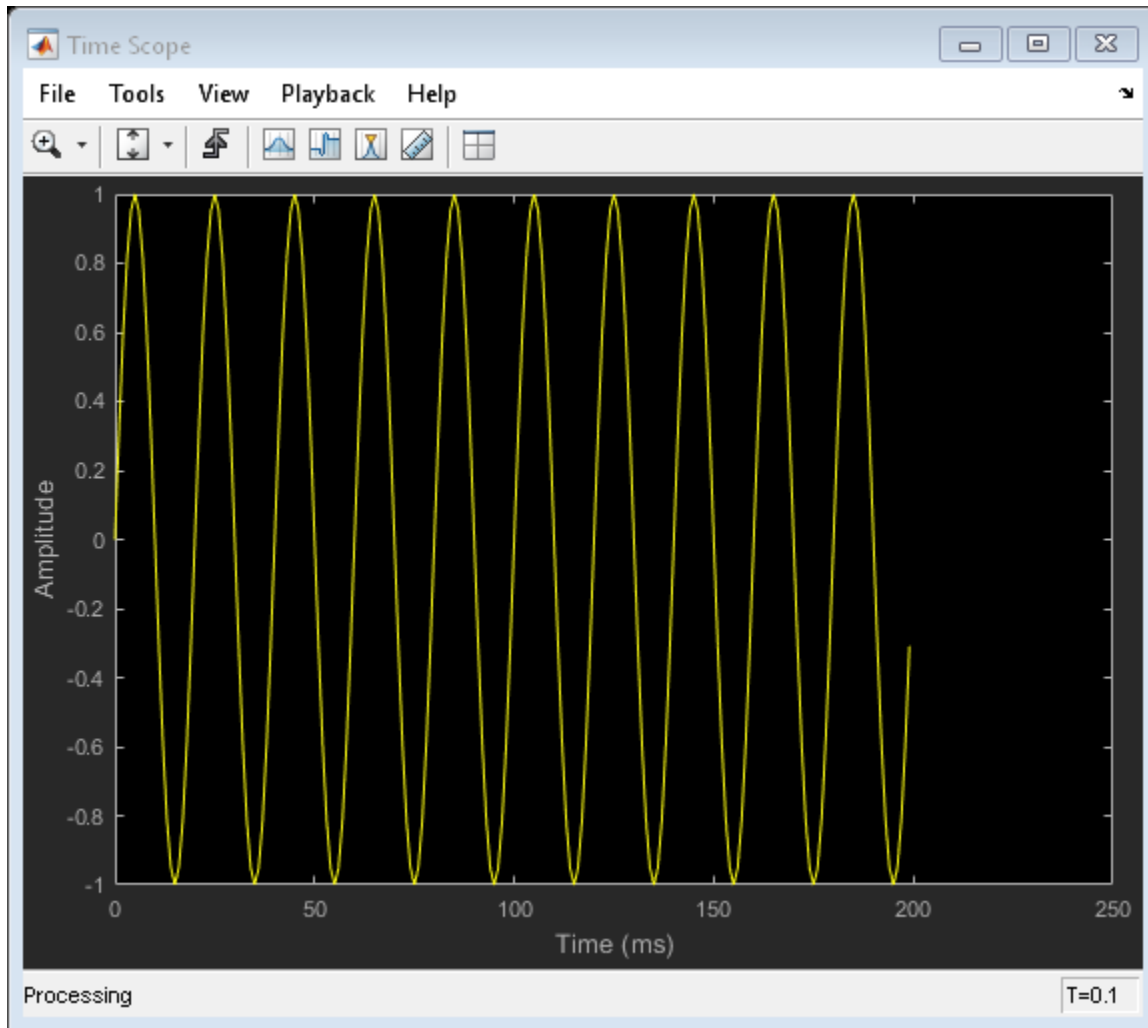 Time Scope
File Tools View Playback Help
1
0.8
0.6
0.4
0.2
0
-0.2
-0.4
-0.6
-0.8
-1
Amplitude
0 50 100 150 200 250
Time (ms)
Processing T=0.1